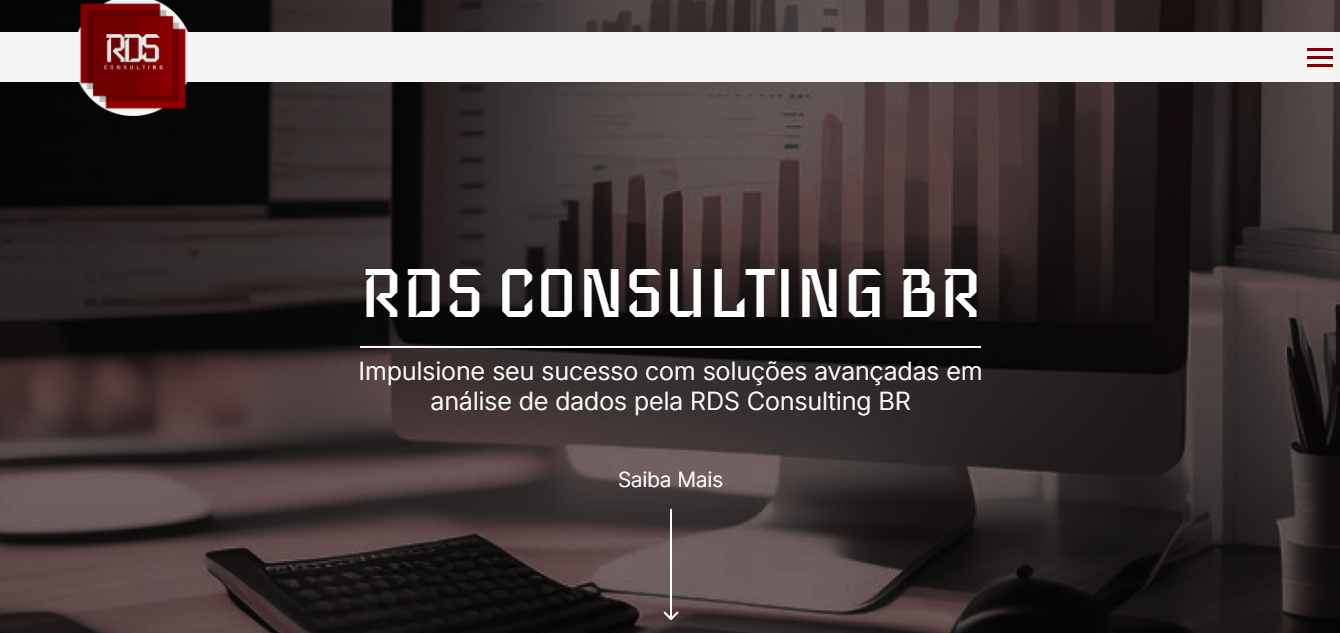 RDS
CONSULTING
RDS CONSULTING BR
Impulsione seu sucesso com soluções avançadas em
análise de dados pela RDS Consulting BR
Saiba Mais